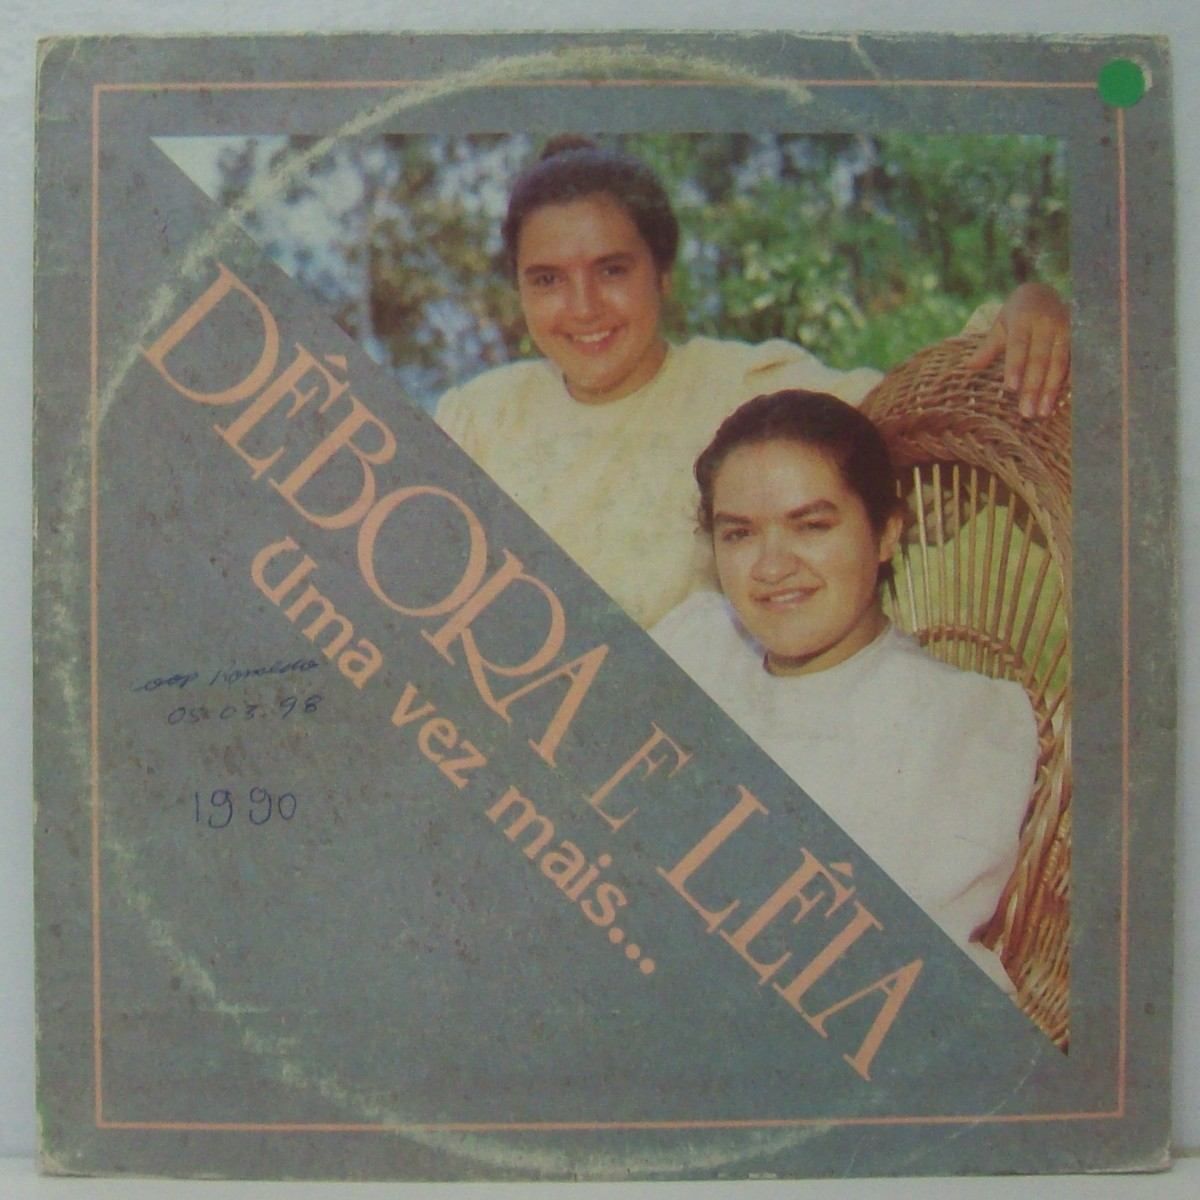 DÉBORA E LÉIA
Uma vez mais...
05.03.98
1990